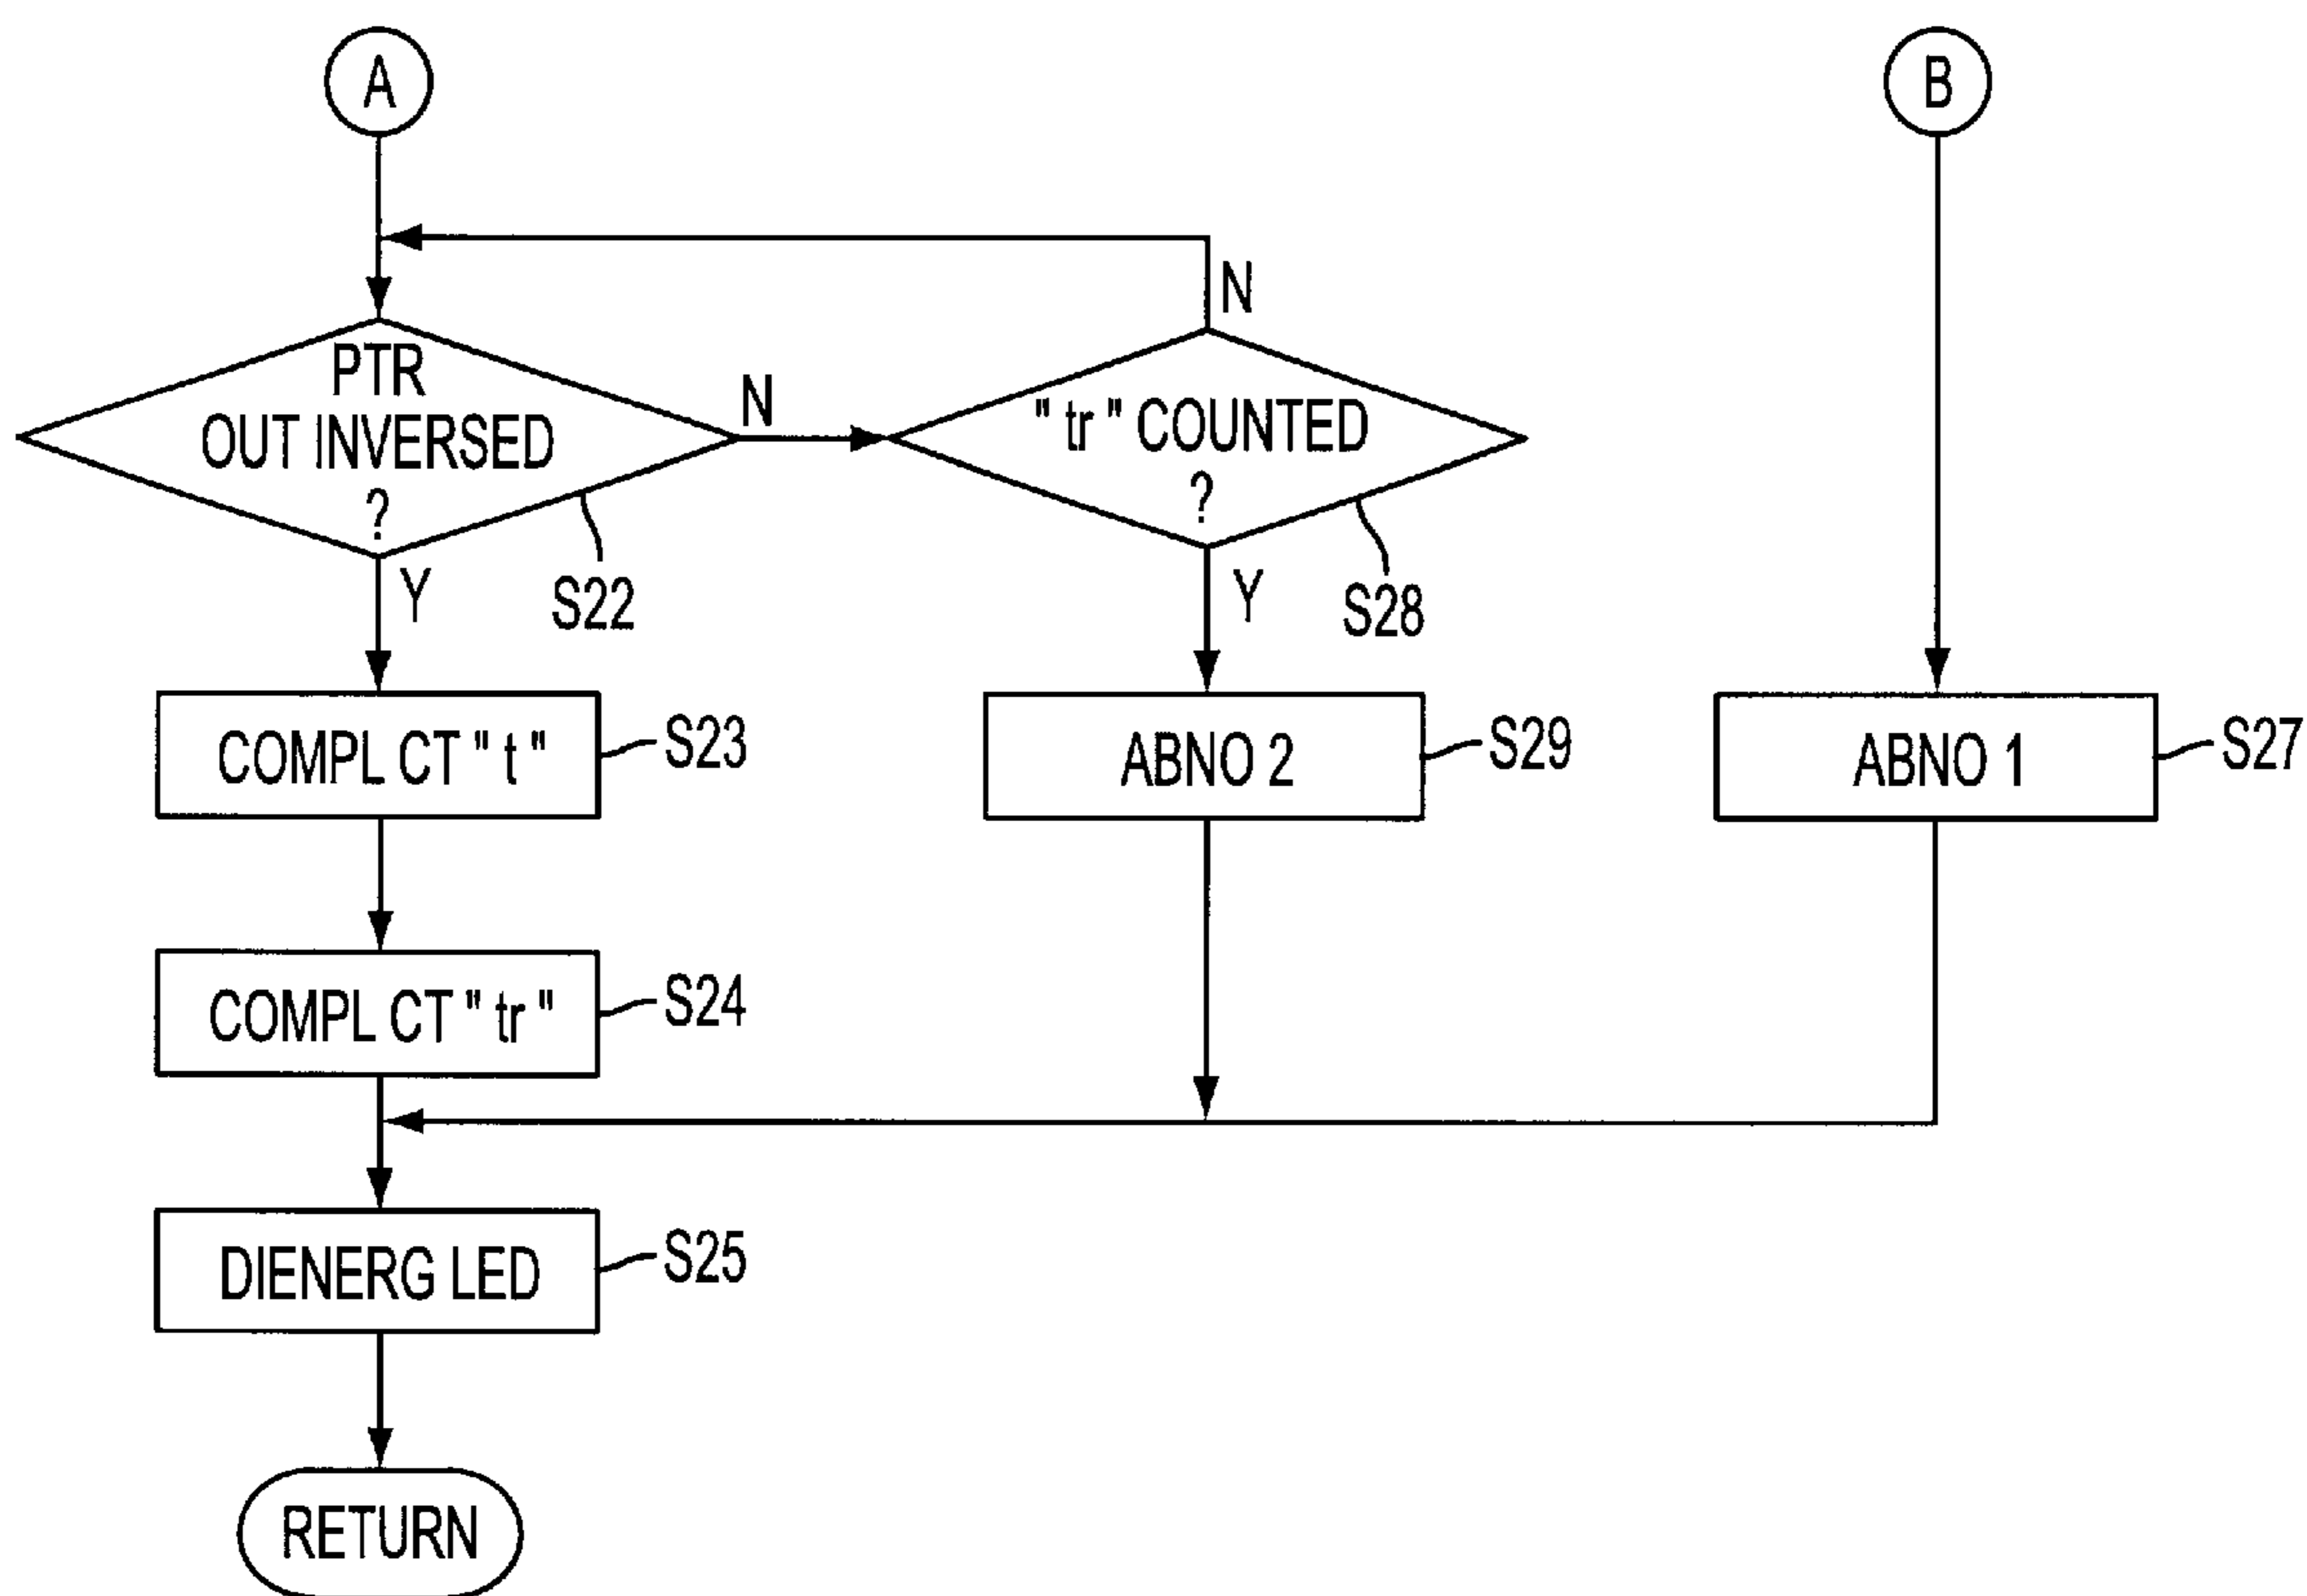 A
B
N
PTR
OUT INVERSED
?
N
" tr " COUNTED
?
Y
S22
Y
S28
COMPL CT " t "
S23
ABNO 2
S29
ABNO 1
S27
COMPL CT " tr "
S24
DIENERG LED
S25
RETURN